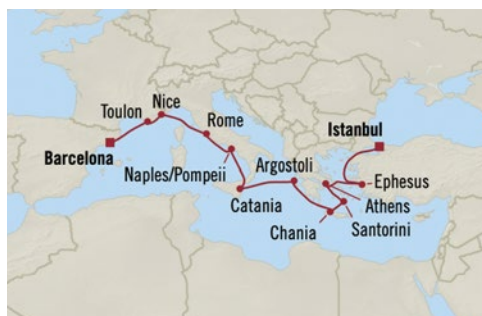 Toulon
Nice
Rome
Istanbul
Barcelona
Naples/Pompeii
Argostoli
Ephesus
Catania
Athens
Chania
Santorini